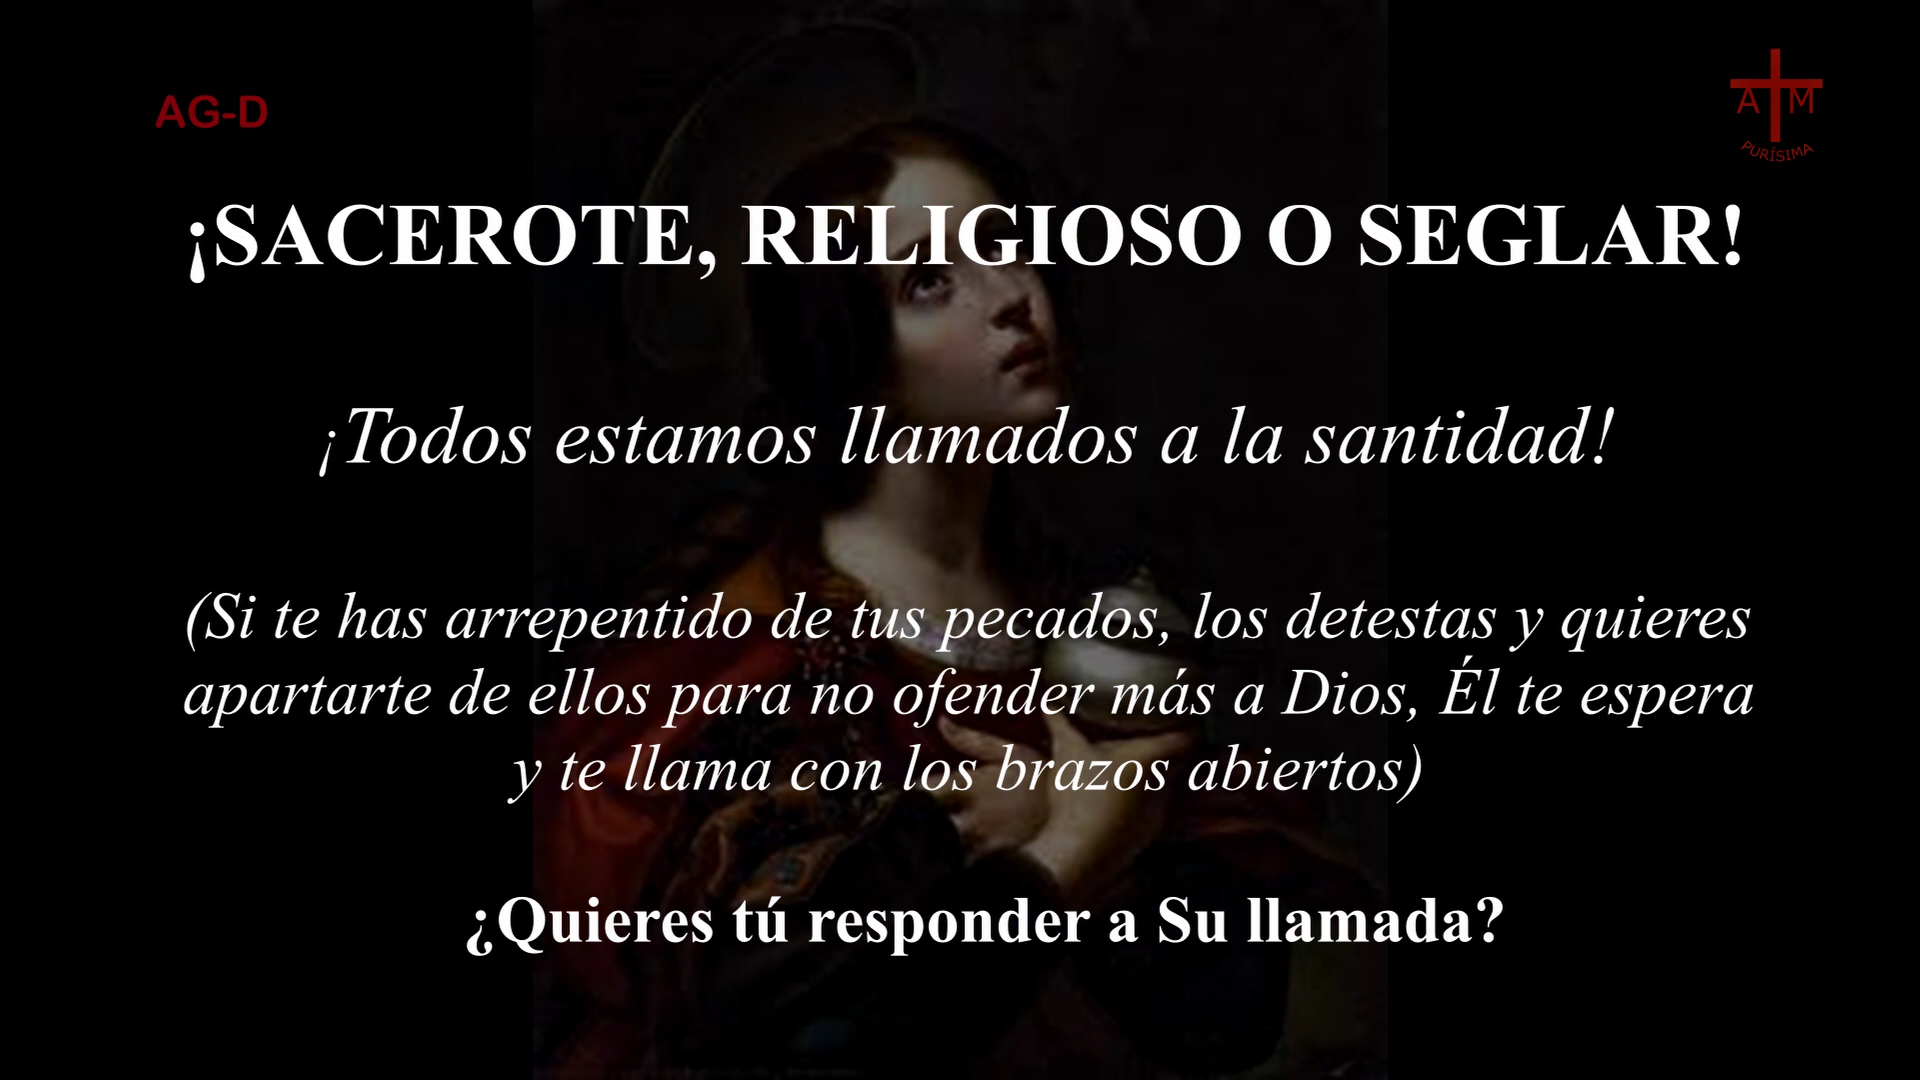 AG-D
A M
PURÍSIMA
¡SACEROTE, RELIGIOSO O SEGLAR!
¡Todos estamos llamados a la santidad!
(Si te has arrepentido de tus pecados, los detestas y quieres
apartarte de ellos para no ofender más a Dios, Él te espera
y te llama con los brazos abiertos)
¿Quieres tú responder a Su llamada?